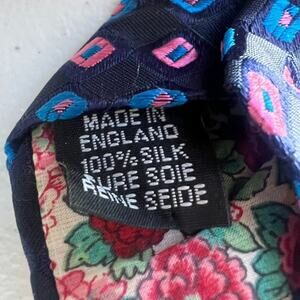 MADE IN
ENGLAND
100% SILK
PURE SOIE
REINE SEIDE